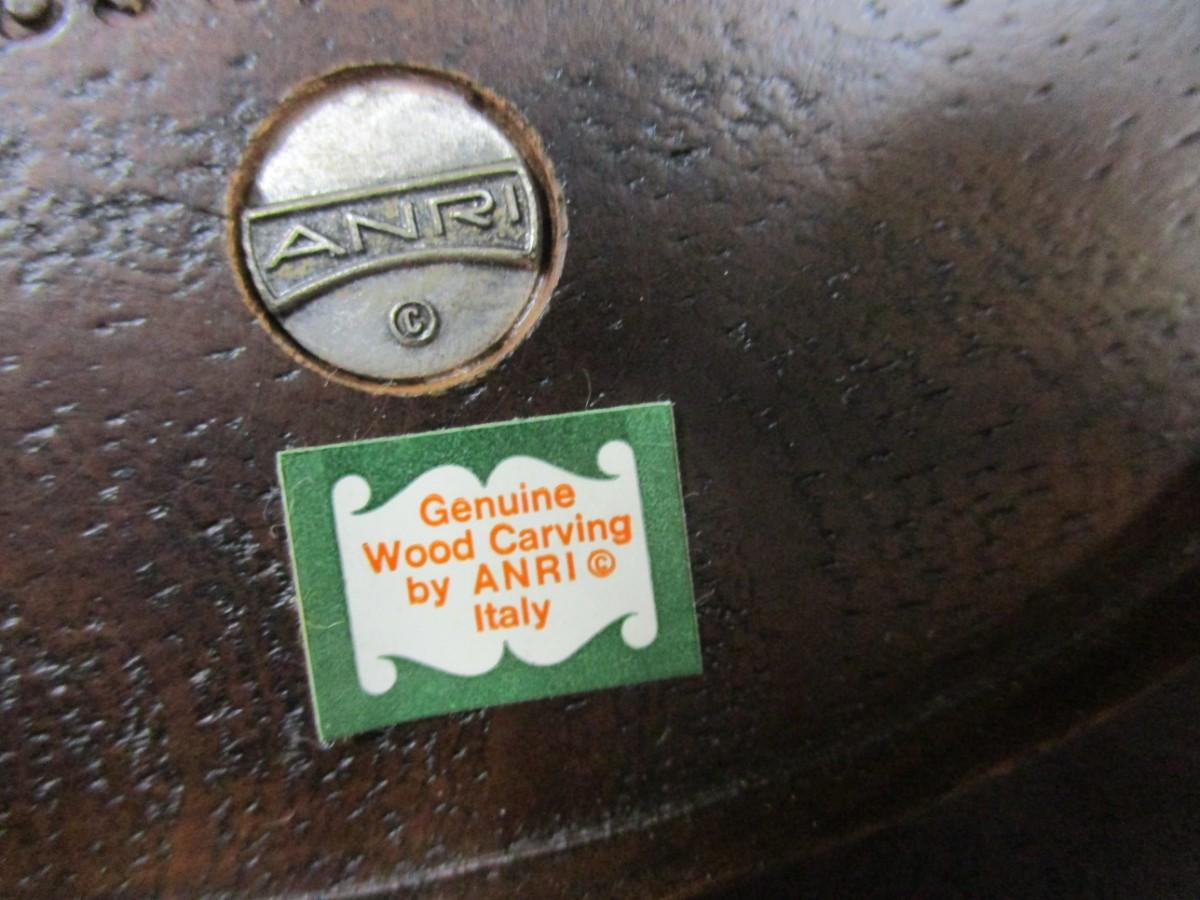 ANRI
©
Genuine
Wood Carving
by ANRI ©
Italy